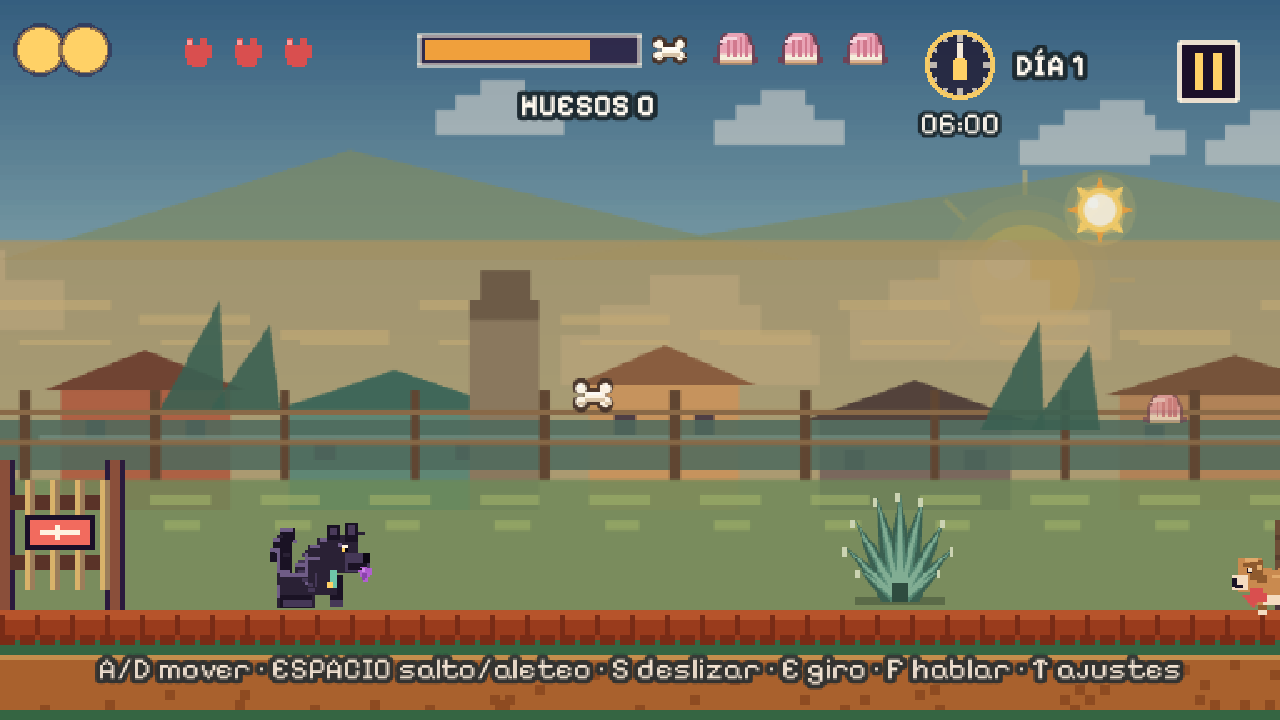 DÍA 1
HUESOS 0
06:00
A/D mover · ESPACIO salto/aleteo · S deslizar · E giro · F hablar · T ajustes